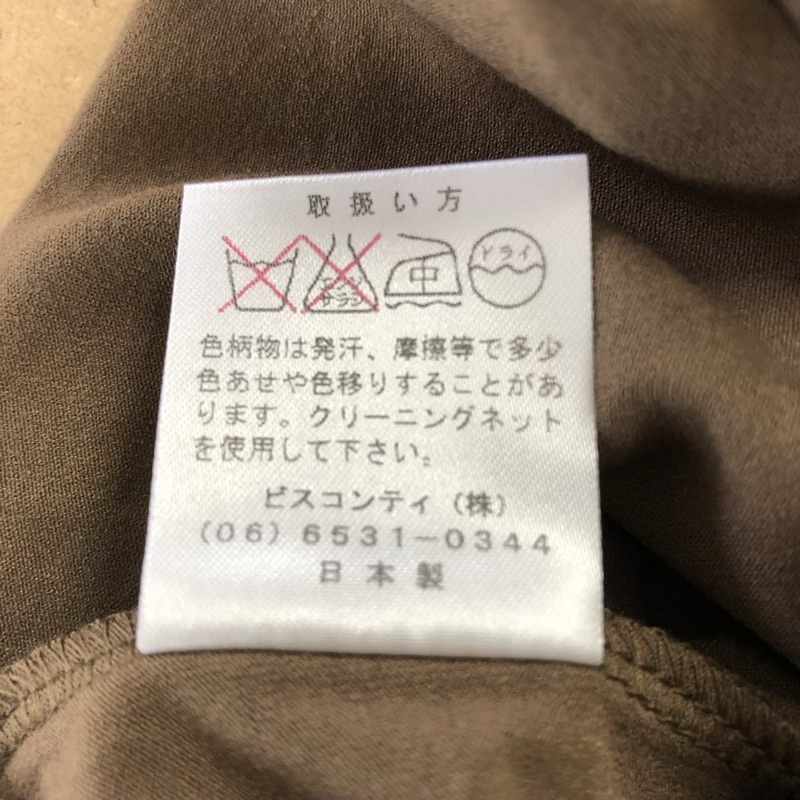 取扱い方
エンソ サラシ 中 ドライ
色柄物は発汗、摩擦等で多少
色あせや色移りすることがあ
ります。クリーニングネット
を使用して下さい。
ビスコンティ（株）
（06）6531－0344
日本製